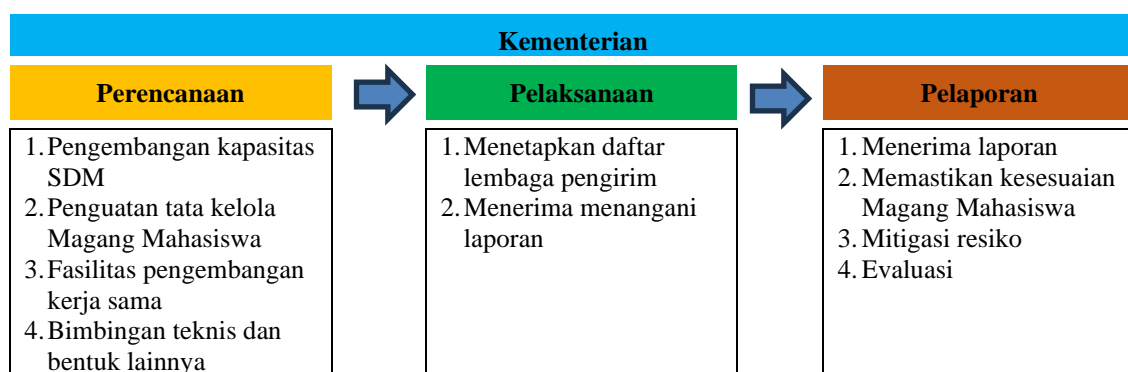 Kementerian
Perencanaan
1. Pengembangan kapasitas
SDM
2. Penguatan tata kelola
Magang Mahasiswa
3. Fasilitas pengembangan
kerja sama
4. Bimbingan teknis dan
bentuk lainnya
Pelaksanaan
1. Menetapkan daftar
lembaga pengirim
2. Menerima menangani
laporan
Pelaporan
1. Menerima laporan
2. Memastikan kesesuaian
Magang Mahasiswa
3. Mitigasi resiko
4. Evaluasi